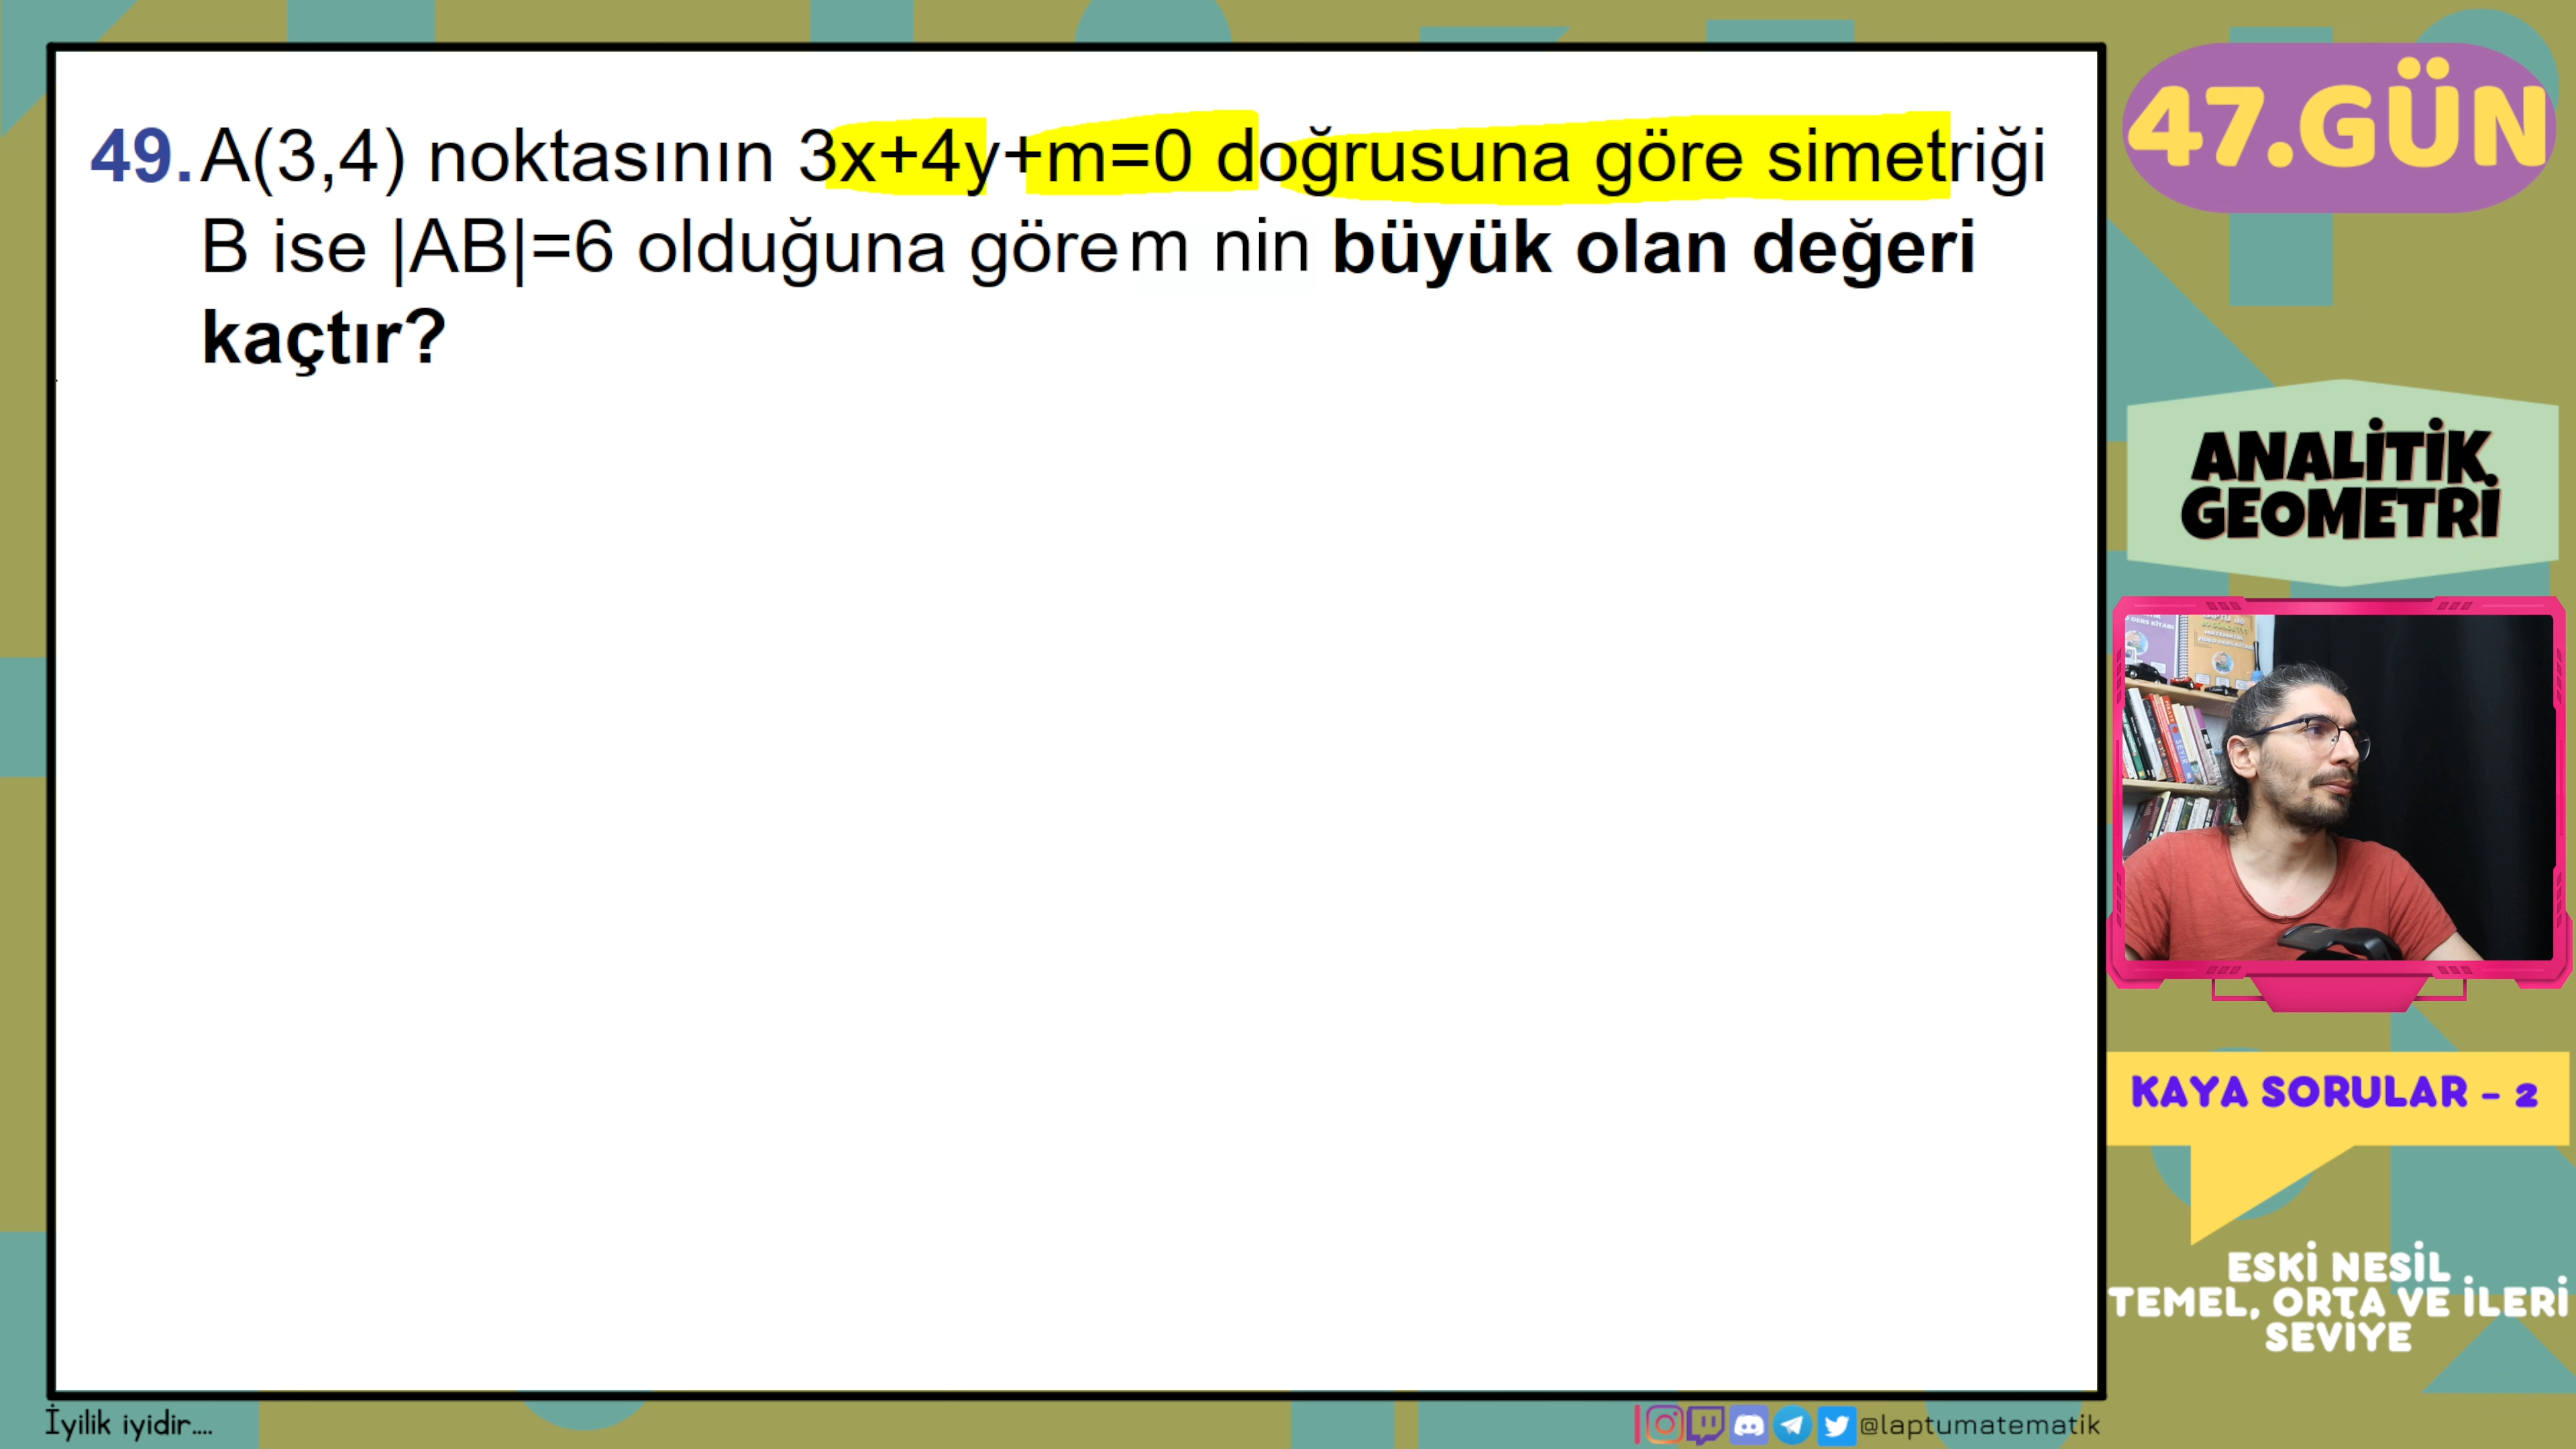 49. A(3,4) noktasının 3x+4y+m=0 doğrusuna göre simetriği
B ise |AB|=6 olduğuna göre m nin büyük olan değeri
kaçtır?
47.GÜN
ANALİTİK
GEOMETRİ
KAYA SORULAR - 2
ESKİ NESİL
TEMEL, ORTA VE İLERİ
SEVİYE
İyilik iyidir....
@laptumatematik